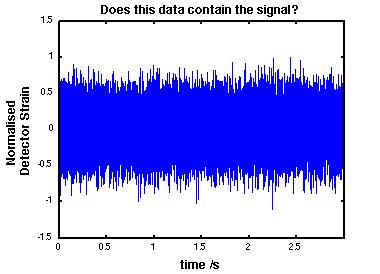 Does this data contain the signal?
1.5
1
0.5
0
-0.5
-1
-1.5
Normalised
Detector Strain
0 0.5 1 1.5 2 2.5
time /s